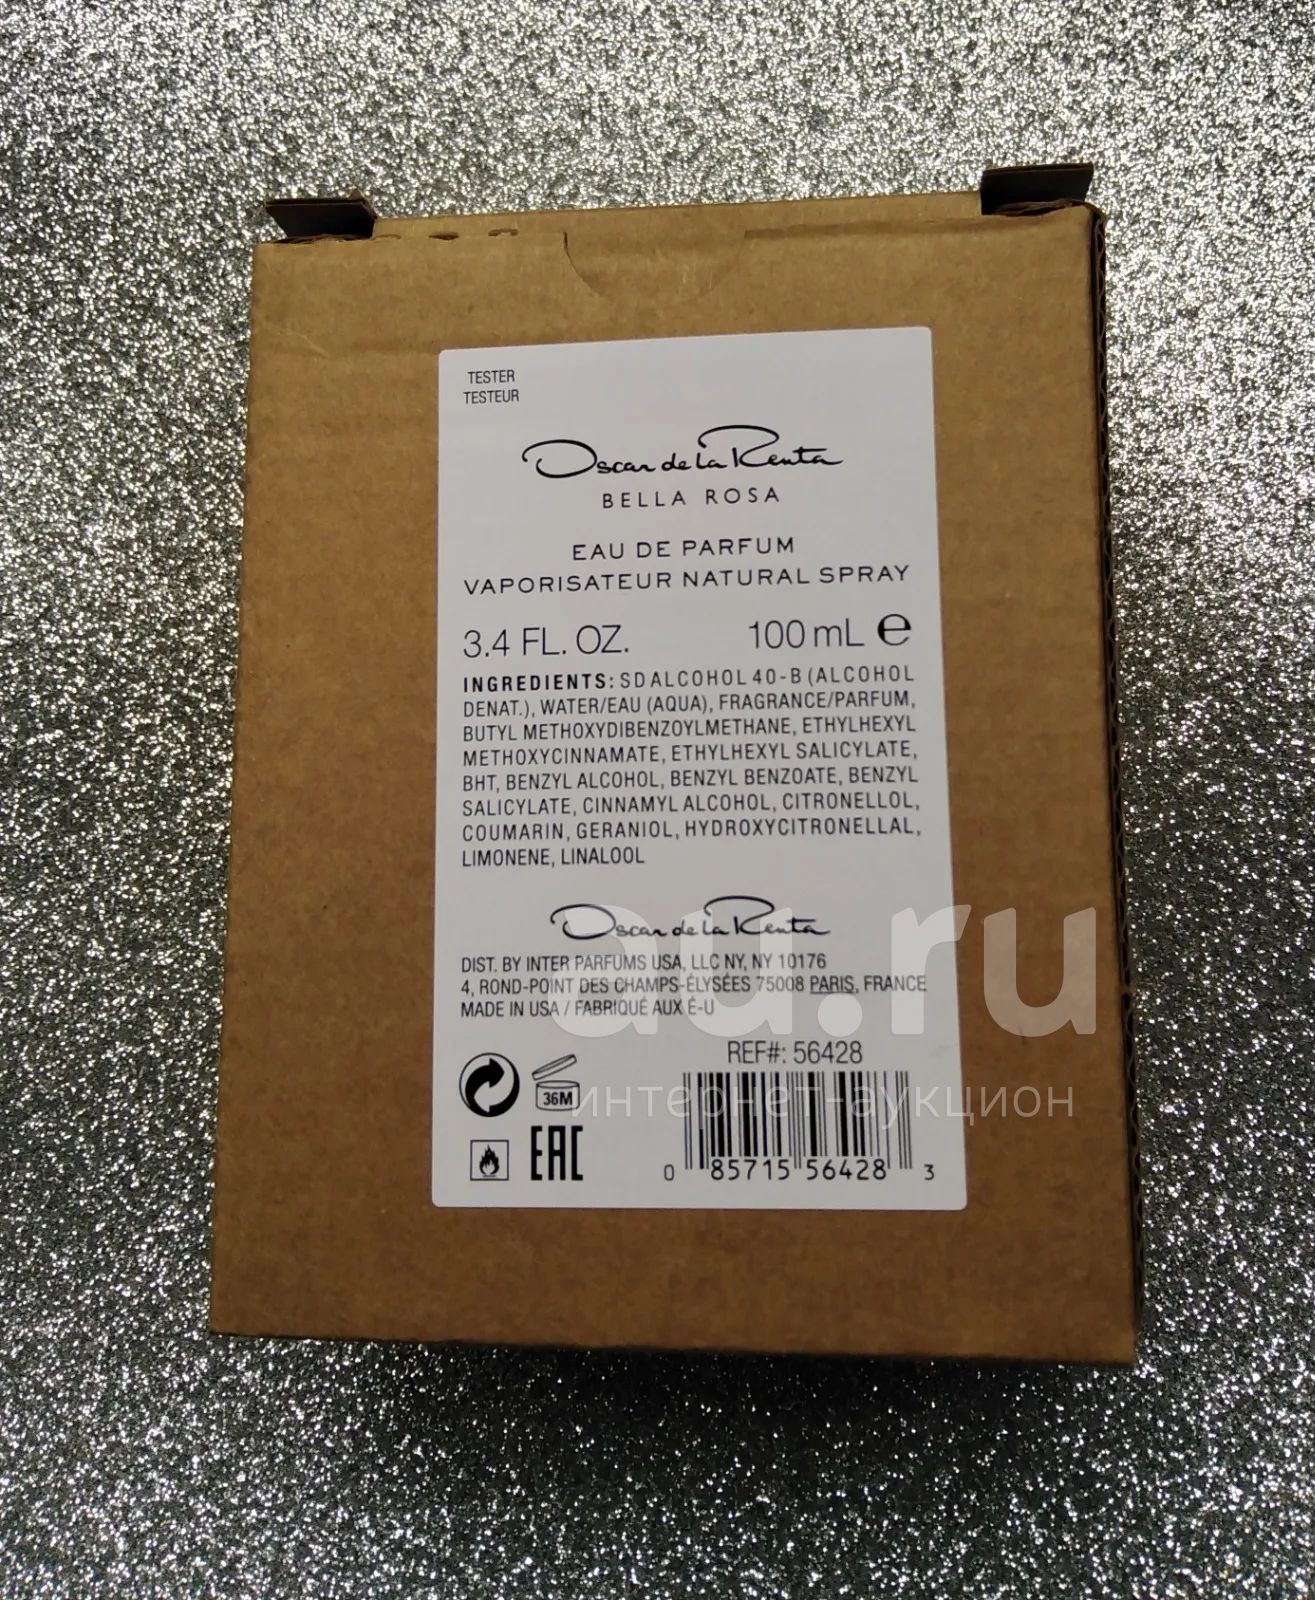 TESTER
TESTEUR
Oscar de la Renta
BELLA ROSA
EAU DE PARFUM
VAPORISATEUR NATURAL SPRAY
3.4 FL. OZ. 100 mL e
INGREDIENTS: SD ALCOHOL 40-B (ALCOHOL
DENAT.), WATER/EAU (AQUA), FRAGRANCE/PARFUM,
BUTYL METHOXYDIBENZOYLMETHANE, ETHYLHEXYL
METHOXYCINNAMATE, ETHYLHEXYL SALICYLATE,
BHT, BENZYL ALCOHOL, BENZYL BENZOATE, BENZYL
SALICYLATE, CINNAMYL ALCOHOL, CITRONELLOL,
COUMARIN, GERANIOL, HYDROXYCITRONELLAL,
LIMONENE, LINALOOL
Oscar de la Renta
DIST. BY INTER PARFUMS USA, LLC NY, NY 10176
4, ROND-POINT DES CHAMPS-ÉLYSÉES 75008 PARIS, FRANCE
MADE IN USA / FABRIQUÉ AUX É-U
au.ru
интернет-аукцион
REF#: 56428
36M
EAC
0 85715 56428 3